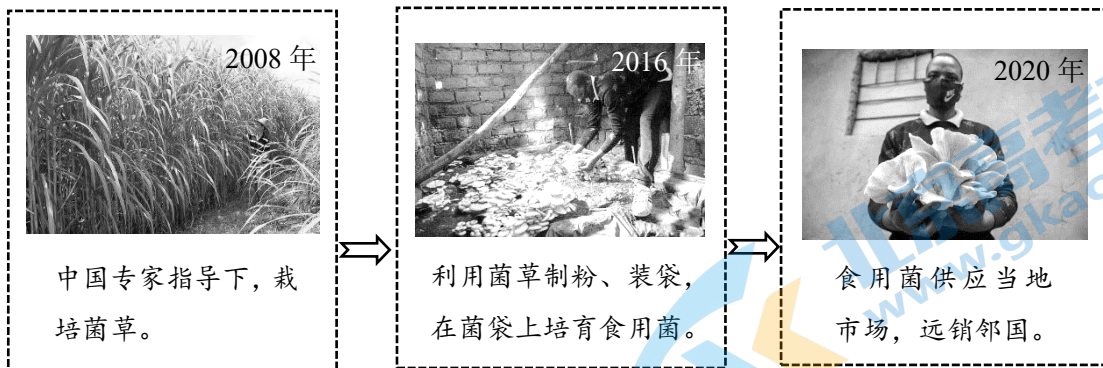 2008 年
中国专家指导下，栽
培菌草。
2016 年
利用菌草制粉、装袋，
在菌袋上培育食用菌。
2020 年
食用菌供应当地
市场，远销邻国。
www.gkao